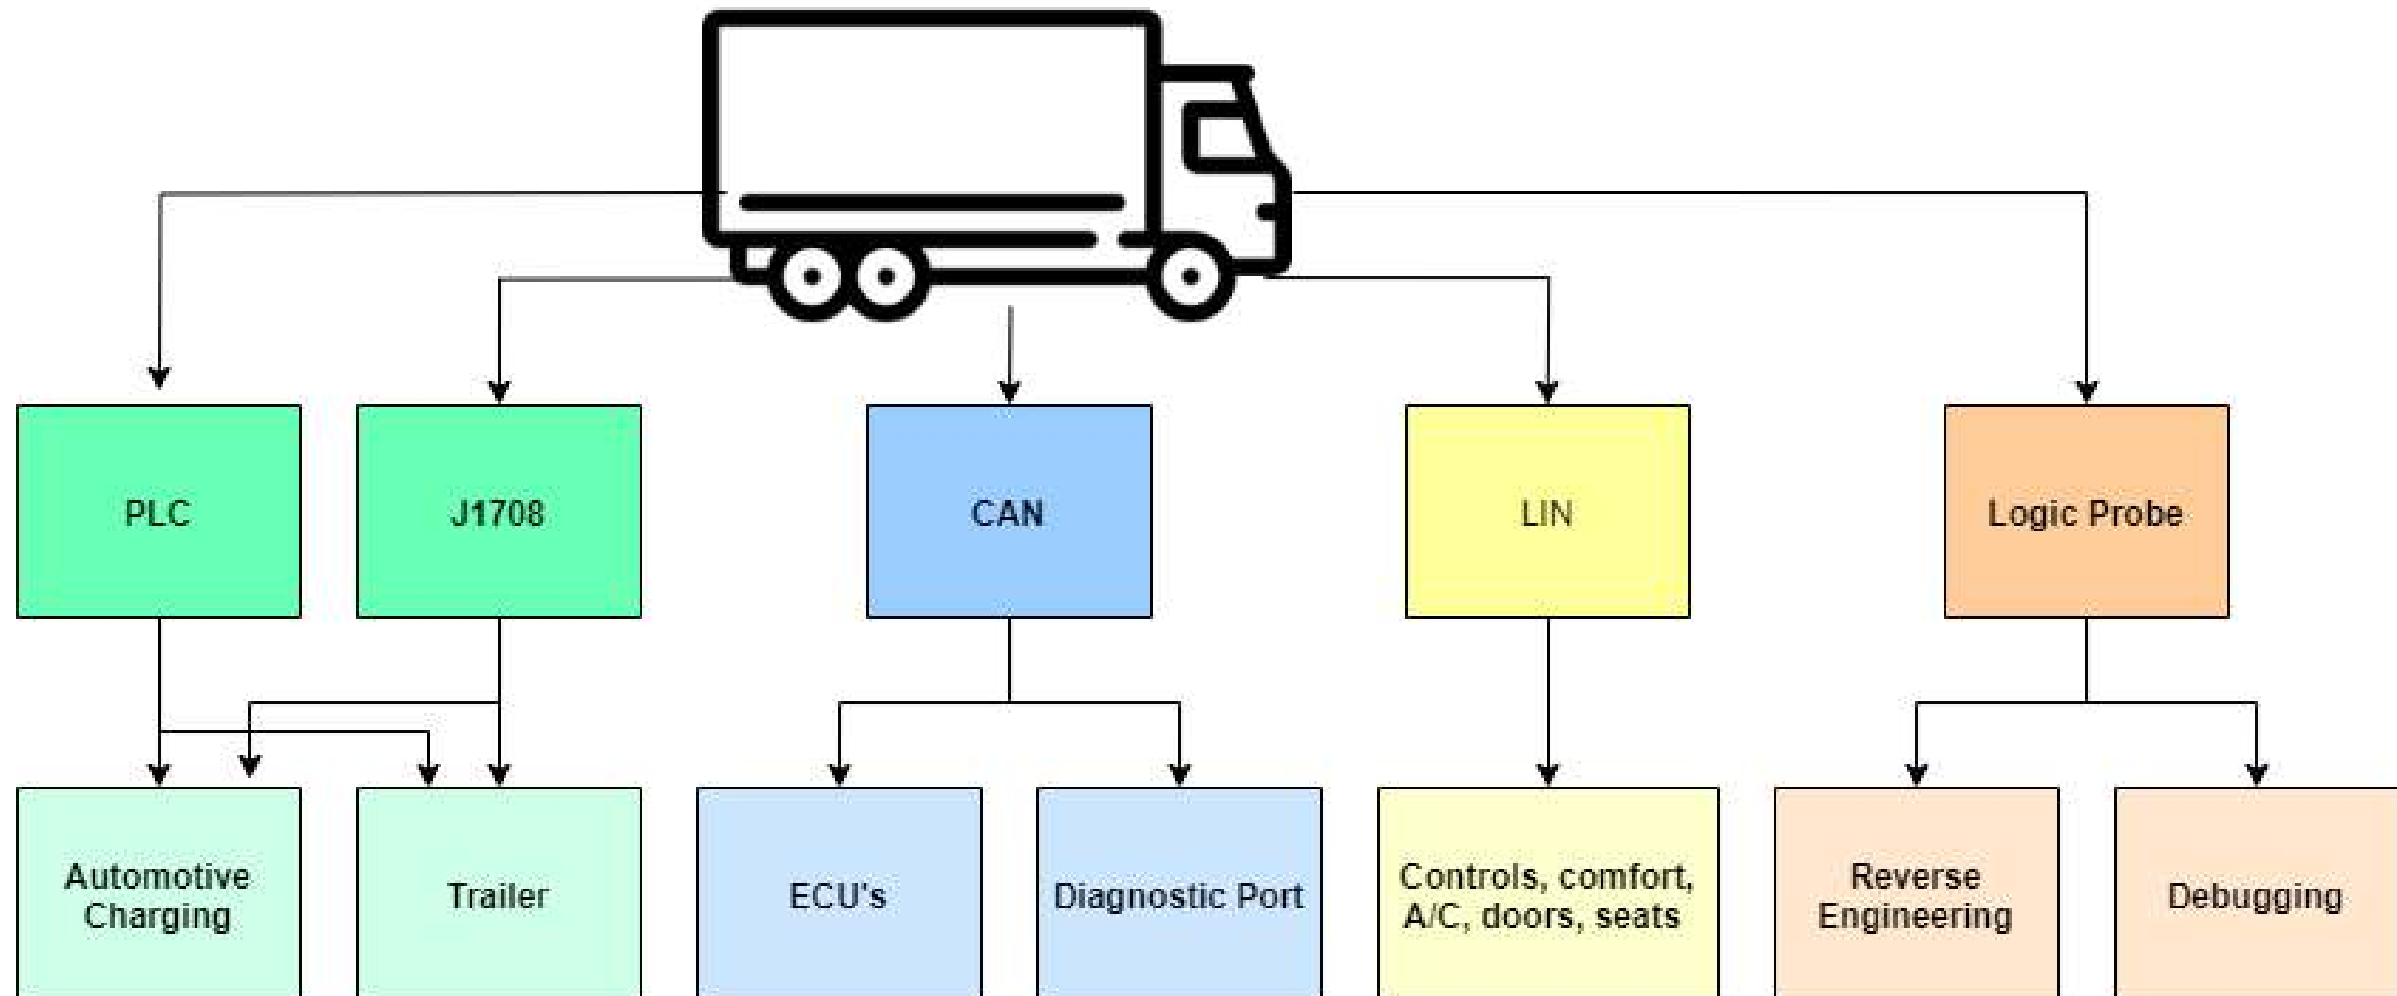 PLC
J1708
CAN
LIN
Logic Probe
Automotive
Charging
Trailer
ECU's
Diagnostic Port
Controls, comfort,
A/C, doors, seats
Reverse
Engineering
Debugging